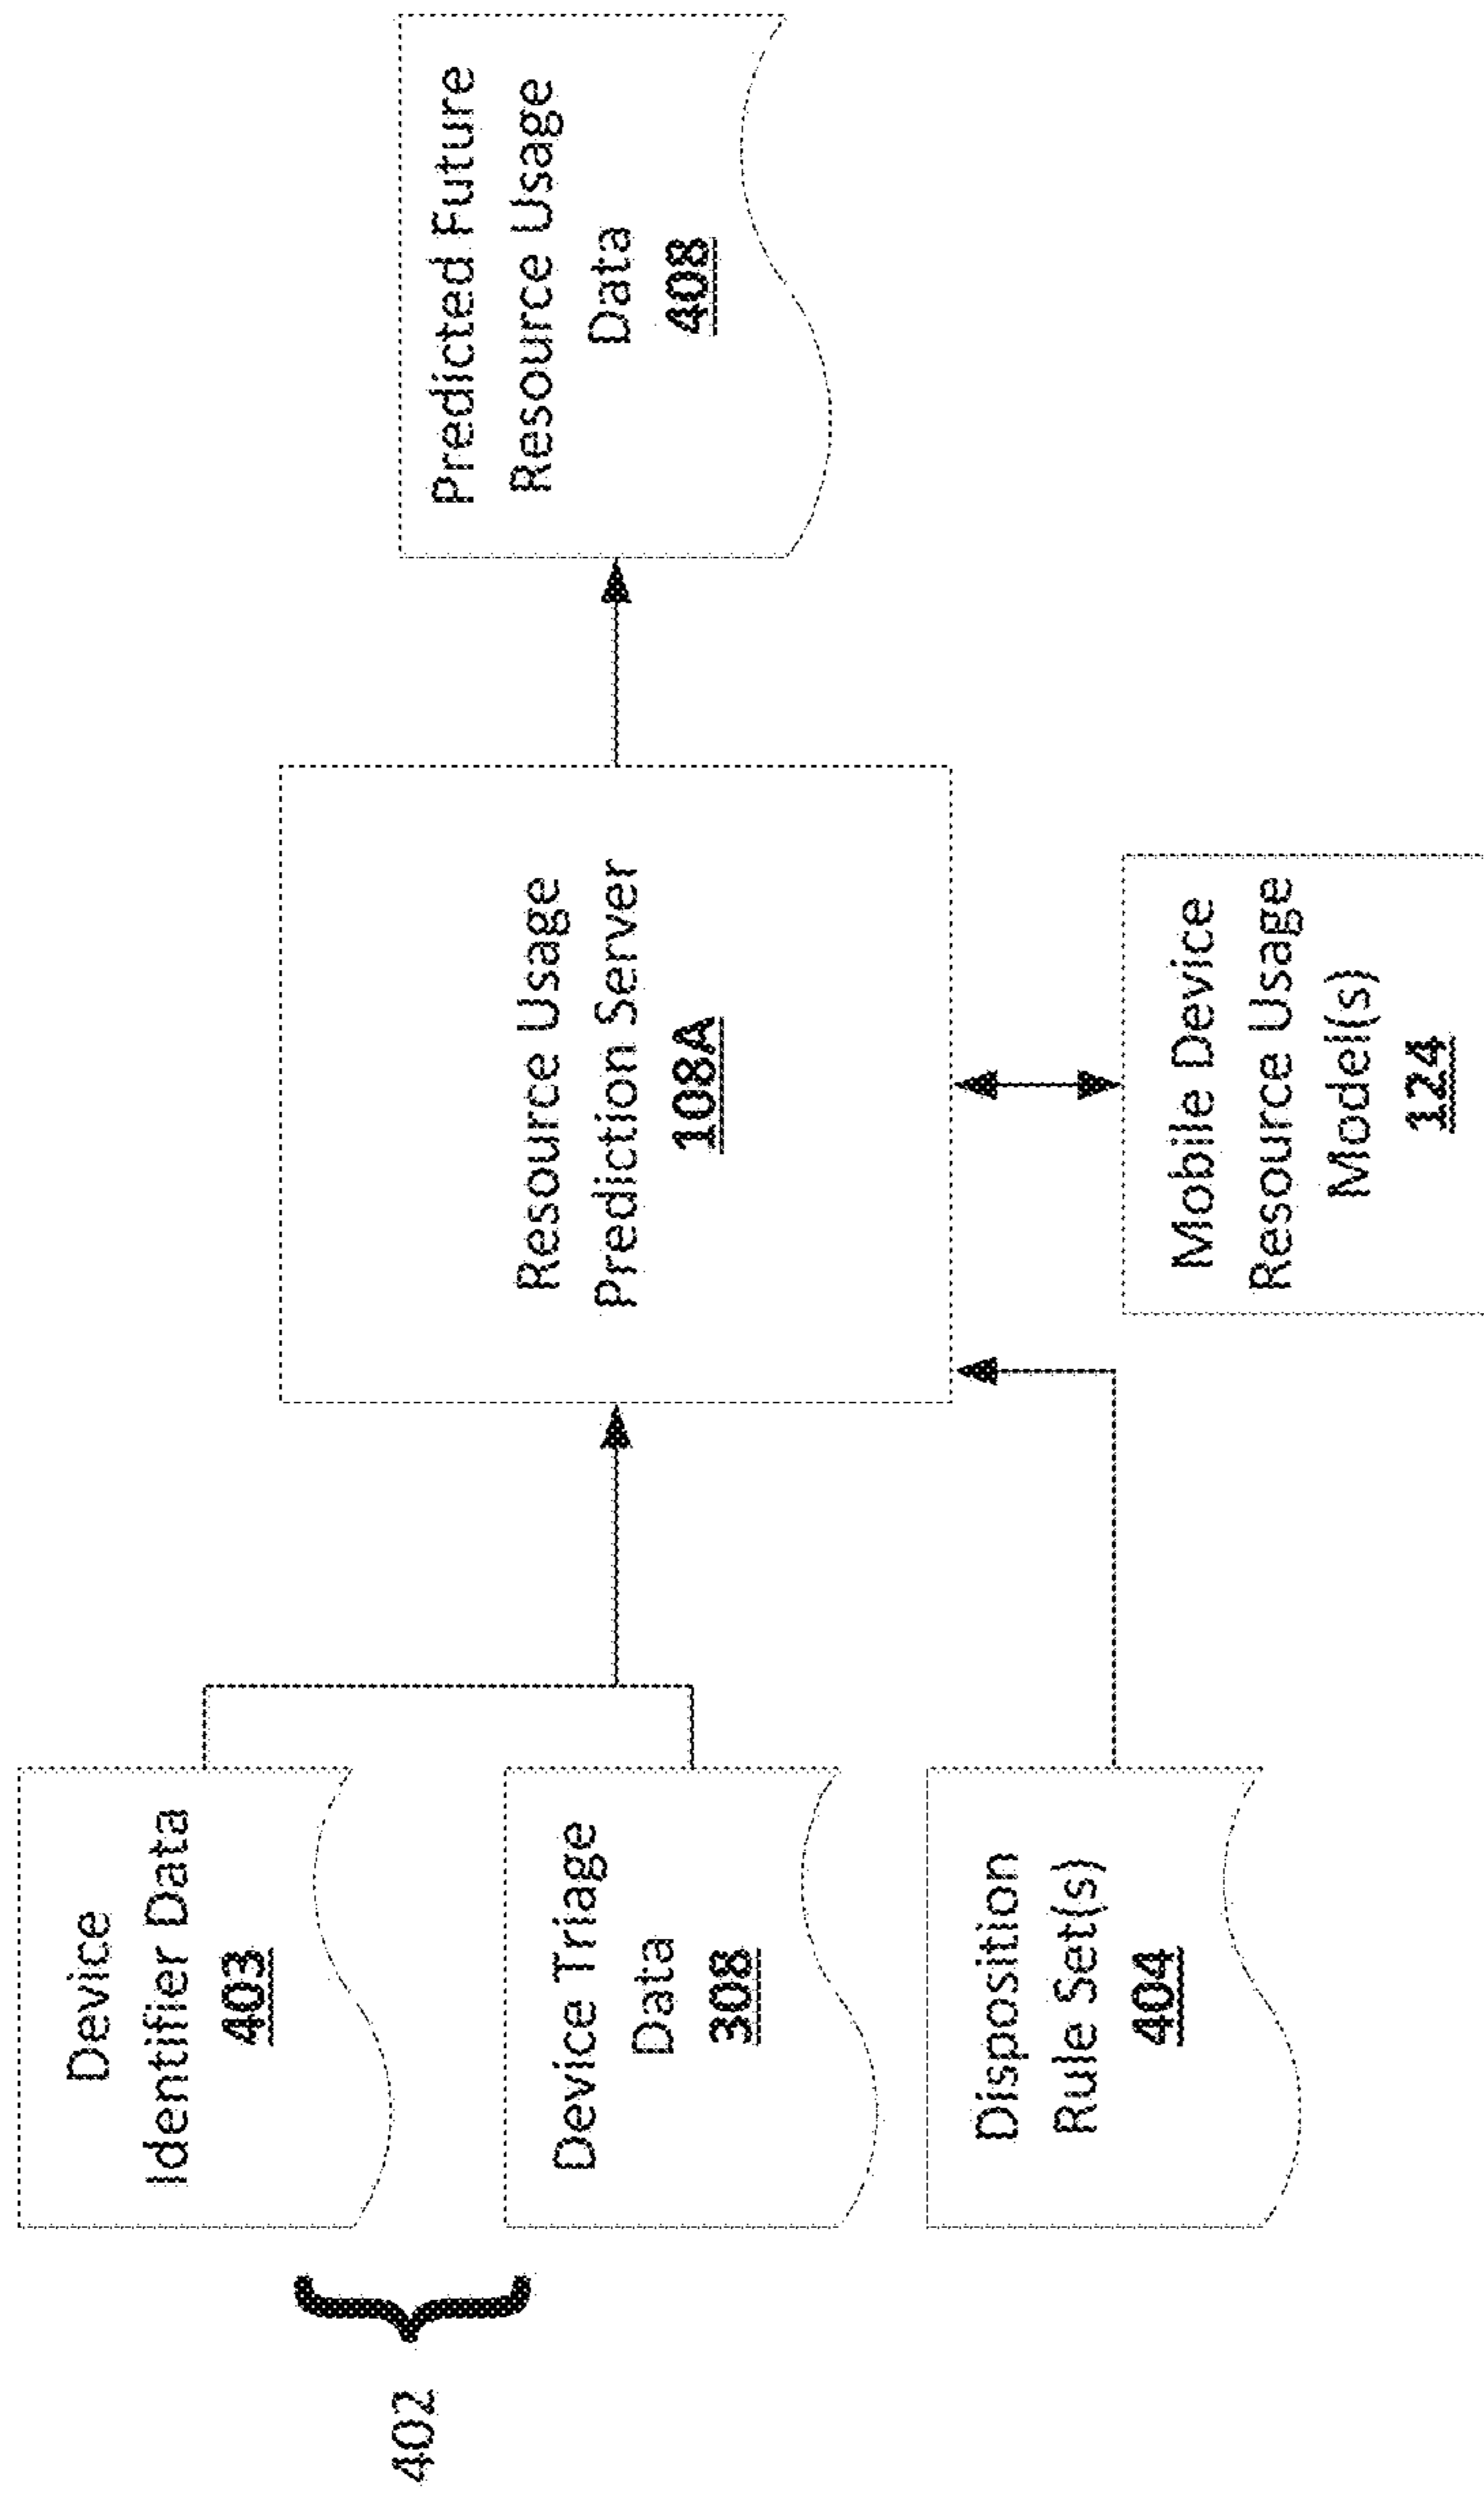 402
Device
Identifier Data
403
Device Triage
Data
308
Disposition
Rule Set(s)
404
Resource Usage
Prediction Server
108A
Mobile Device
Resource Usage
Model(s)
124
Predicted Future
Resource Usage
Data
408